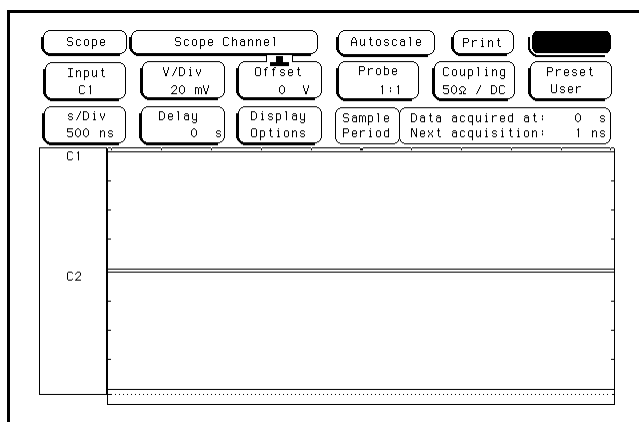 Scope Scope Channel Autoscale Print
Input V/Div Offset Probe Coupling Preset
C1 20 mV 0 V 1:1 50Ω / DC User
s/Div Delay Display Sample Data acquired at: 0 s
500 ns 0 s Options Period Next acquisition: 1 ns
C1
C2